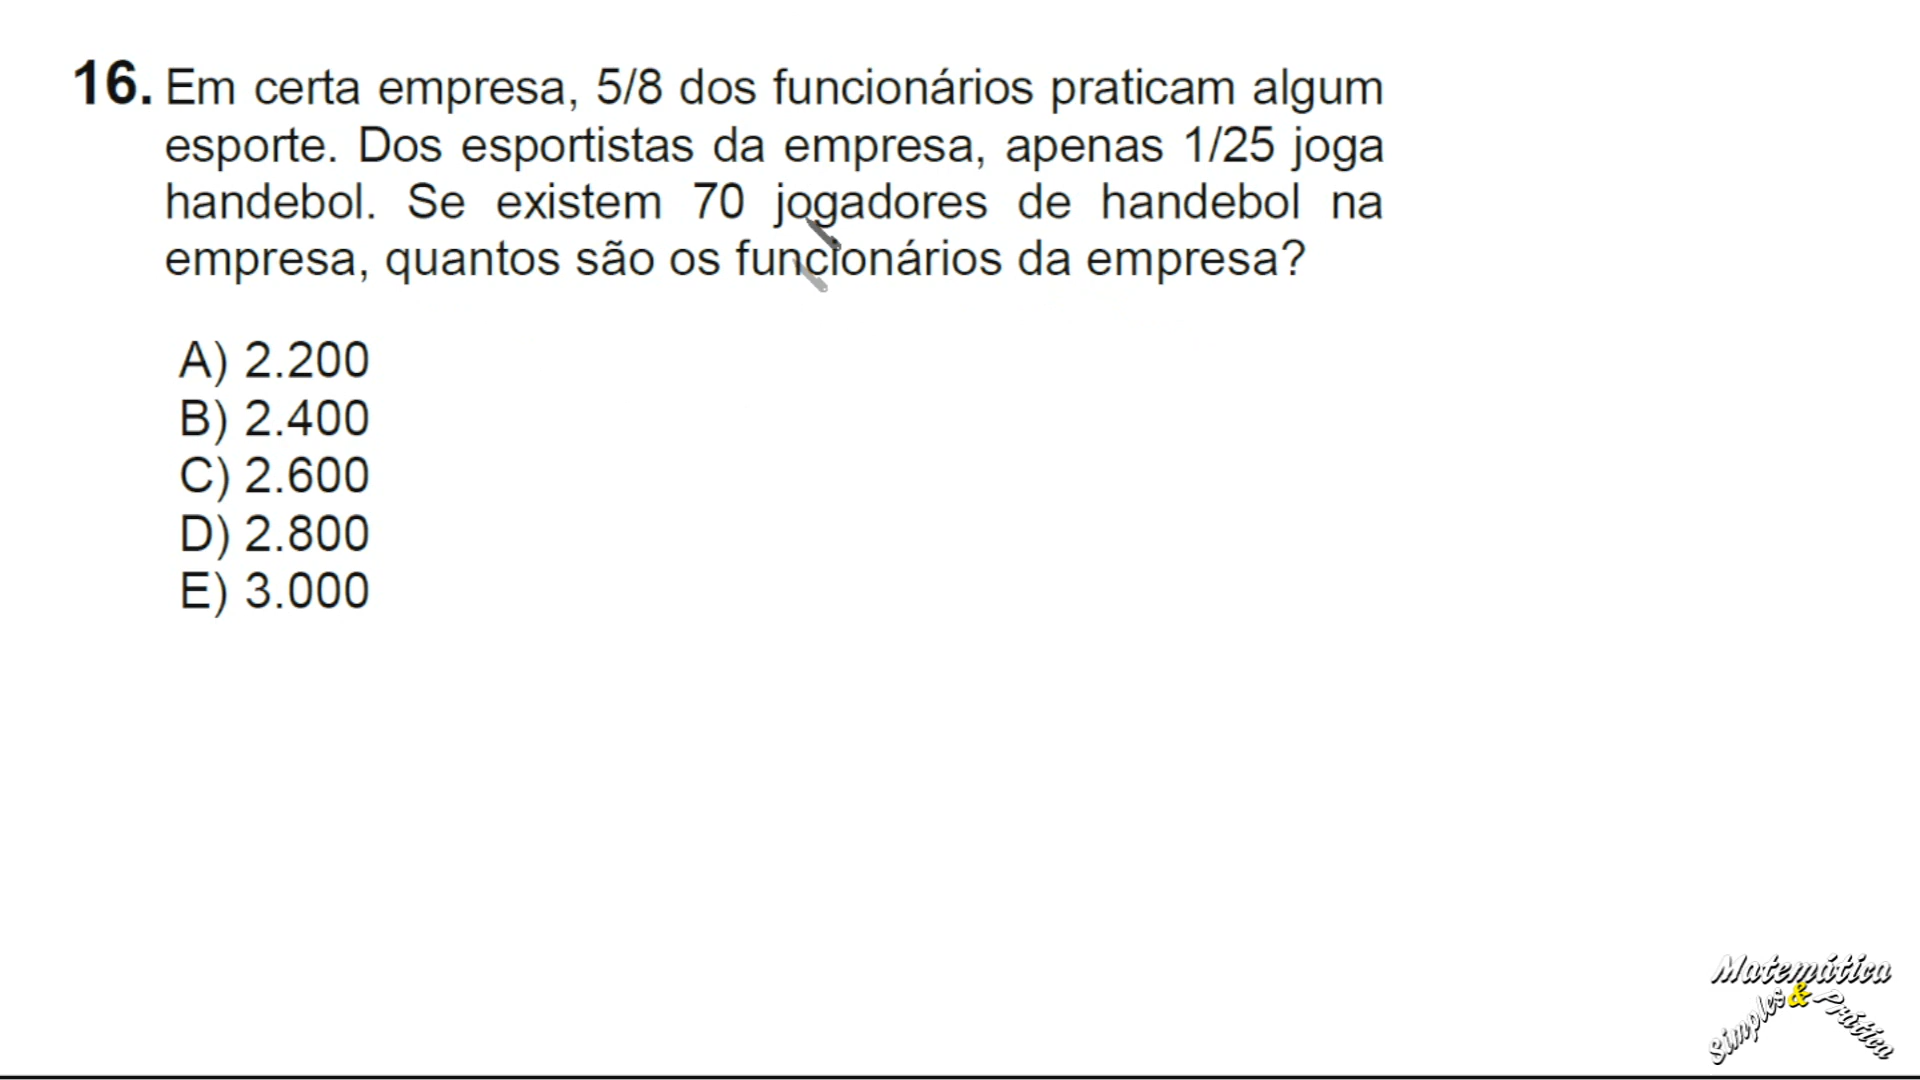 16. Em certa empresa, 5/8 dos funcionários praticam algum
esporte. Dos esportistas da empresa, apenas 1/25 joga
handebol. Se existem 70 jogadores de handebol na
empresa, quantos são os funcionários da empresa?
A) 2.200
B) 2.400
C) 2.600
D) 2.800
E) 3.000
Matemática
Simples & Prática